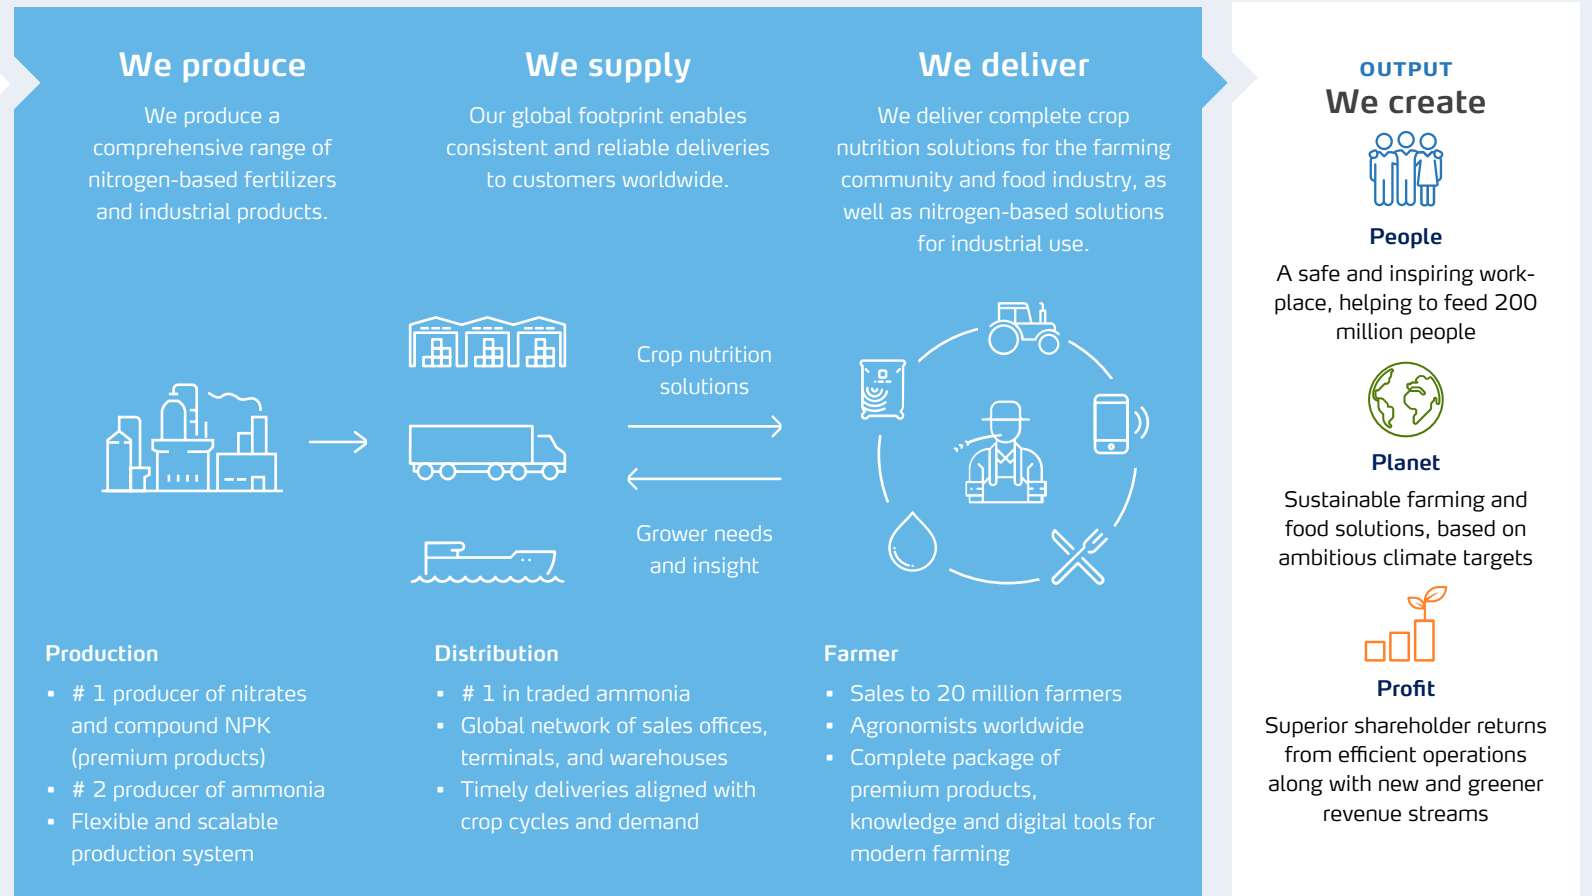 We produce
We produce a
comprehensive range of
nitrogen-based fertilizers
and industrial products.
We supply
Our global footprint enables
consistent and reliable deliveries
to customers worldwide.
We deliver
We deliver complete crop
nutrition solutions for the farming
community and food industry, as
well as nitrogen-based solutions
for industrial use.
Crop nutrition
solutions
Grower needs
and insight
Production
▪ # 1 producer of nitrates
and compound NPK
(premium products)
▪ # 2 producer of ammonia
▪ Flexible and scalable
production system
Distribution
▪ # 1 in traded ammonia
▪ Global network of sales offices,
terminals, and warehouses
▪ Timely deliveries aligned with
crop cycles and demand
Farmer
▪ Sales to 20 million farmers
▪ Agronomists worldwide
▪ Complete package of
premium products,
knowledge and digital tools for
modern farming
OUTPUT
We create
People
A safe and inspiring work-
place, helping to feed 200
million people
Planet
Sustainable farming and
food solutions, based on
ambitious climate targets
Profit
Superior shareholder returns
from efficient operations
along with new and greener
revenue streams